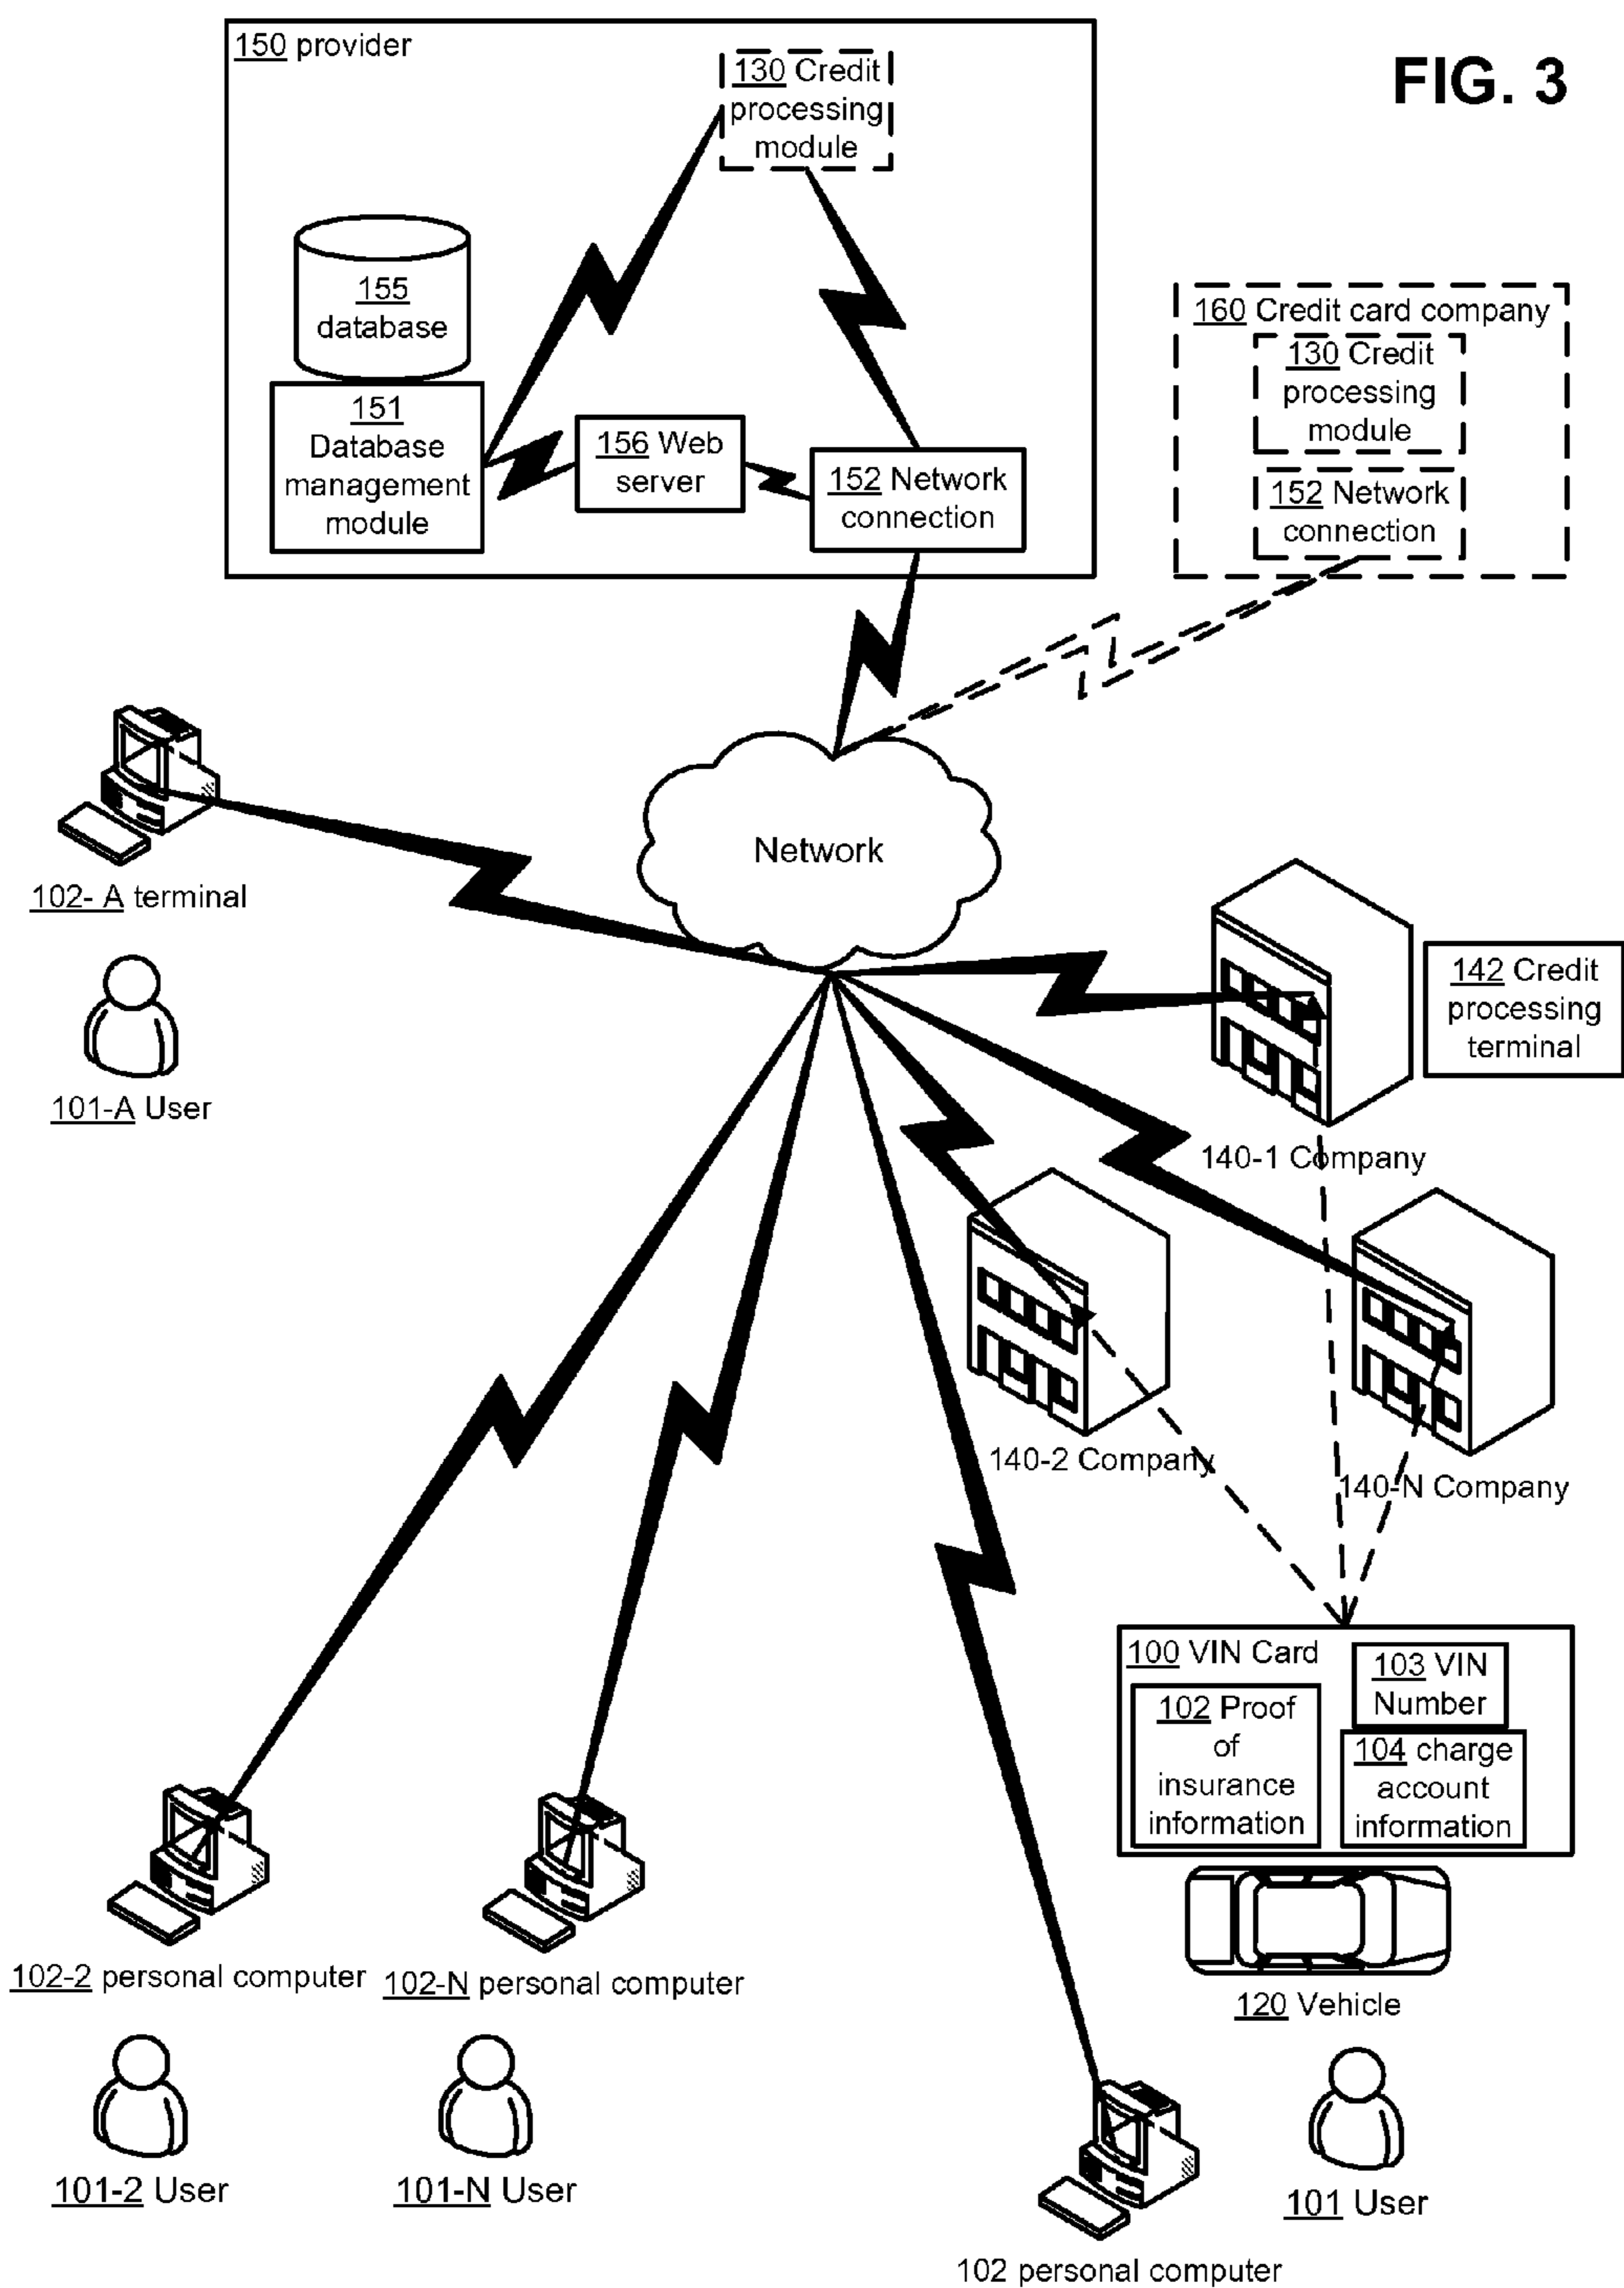 FIG. 3
150 provider
130 Credit
processing
module
155
database
151
Database
management
module
156 Web
server
152 Network
connection
160 Credit card company
130 Credit
processing
module
152 Network
connection
Network
102- A terminal
101-A User
142 Credit
processing
terminal
140-1 Company
140-2 Company
140-N Company
100 VIN Card
103 VIN
Number
102 Proof
of
insurance
information
104 charge
account
information
120 Vehicle
102-2 personal computer
102-N personal computer
101-2 User
101-N User
101 User
102 personal computer